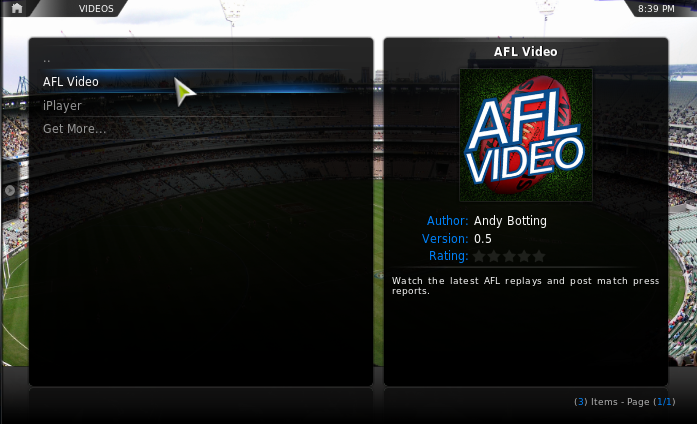 VIDEOS
8:39 PM
..
AFL Video
iPlayer
Get More...
AFL Video
AFL
VIDEO
Author: Andy Botting
Version: 0.5
Rating:
Watch the latest AFL replays and post match press
reports.
(3) Items - Page (1/1)